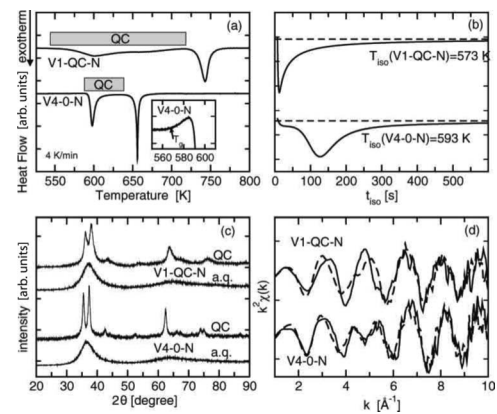 Heat Flow [arb. units] exotherm
(a)
QC
V1-QC-N
QC
V4-0-N
V4-0-N
Tg
560 580 600
4 K/min
550 600 650 700 750 800
Temperature [K]
(b)
Tiso(V1-QC-N)=573 K
Tiso(V4-0-N)=593 K
0 100 200 300 400 500
tiso [s]
intensity [arb. units]
(c)
QC
V1-QC-N
a.q.
QC
V4-0-N
a.q.
20 30 40 50 60 70 80 90
2θ [degree]
k²χ(k)
(d)
V1-QC-N
V4-0-N
2 4 6 8 10
k [Å⁻¹]